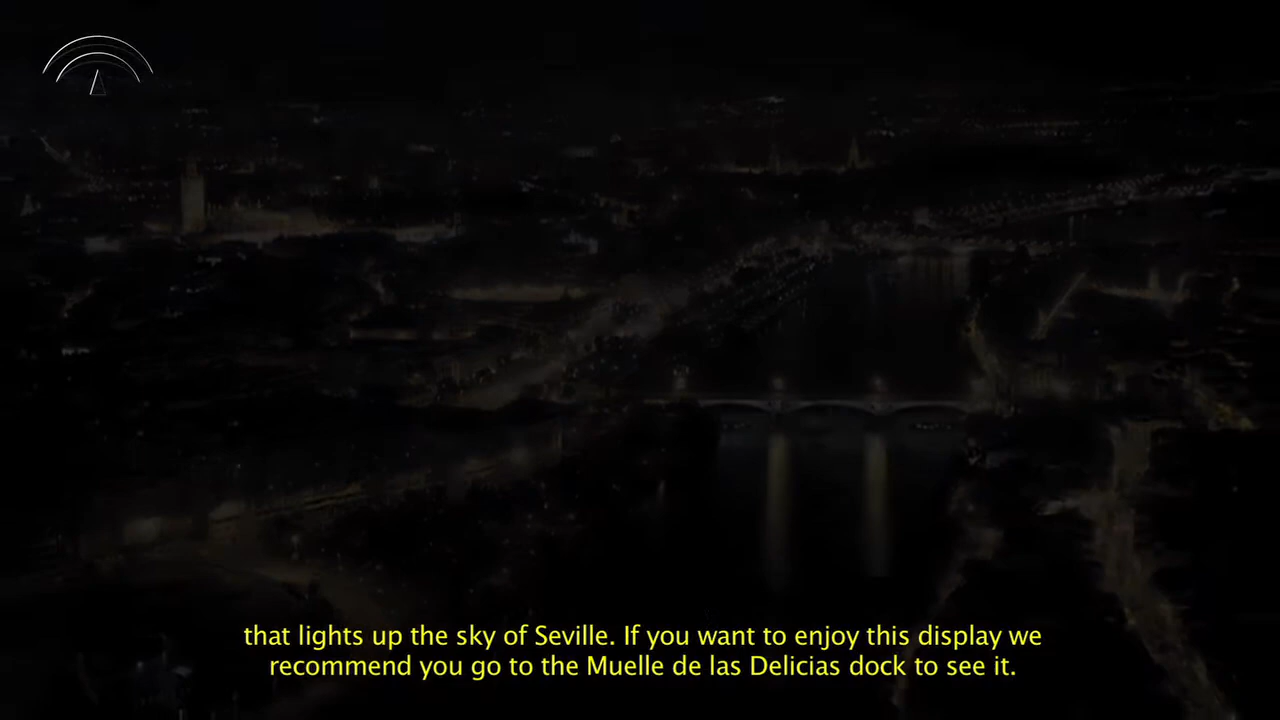 that lights up the sky of Seville. If you want to enjoy this display we
recommend you go to the Muelle de las Delicias dock to see it.